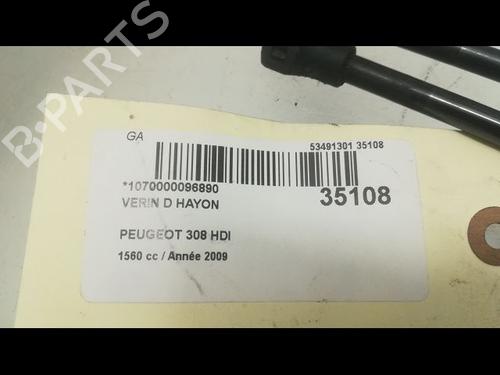 B-PARTS
GA
53491301 35108
*1070000096890
35108
VERIN D HAYON
PEUGEOT 308 HDI
1560 cc / Année 2009